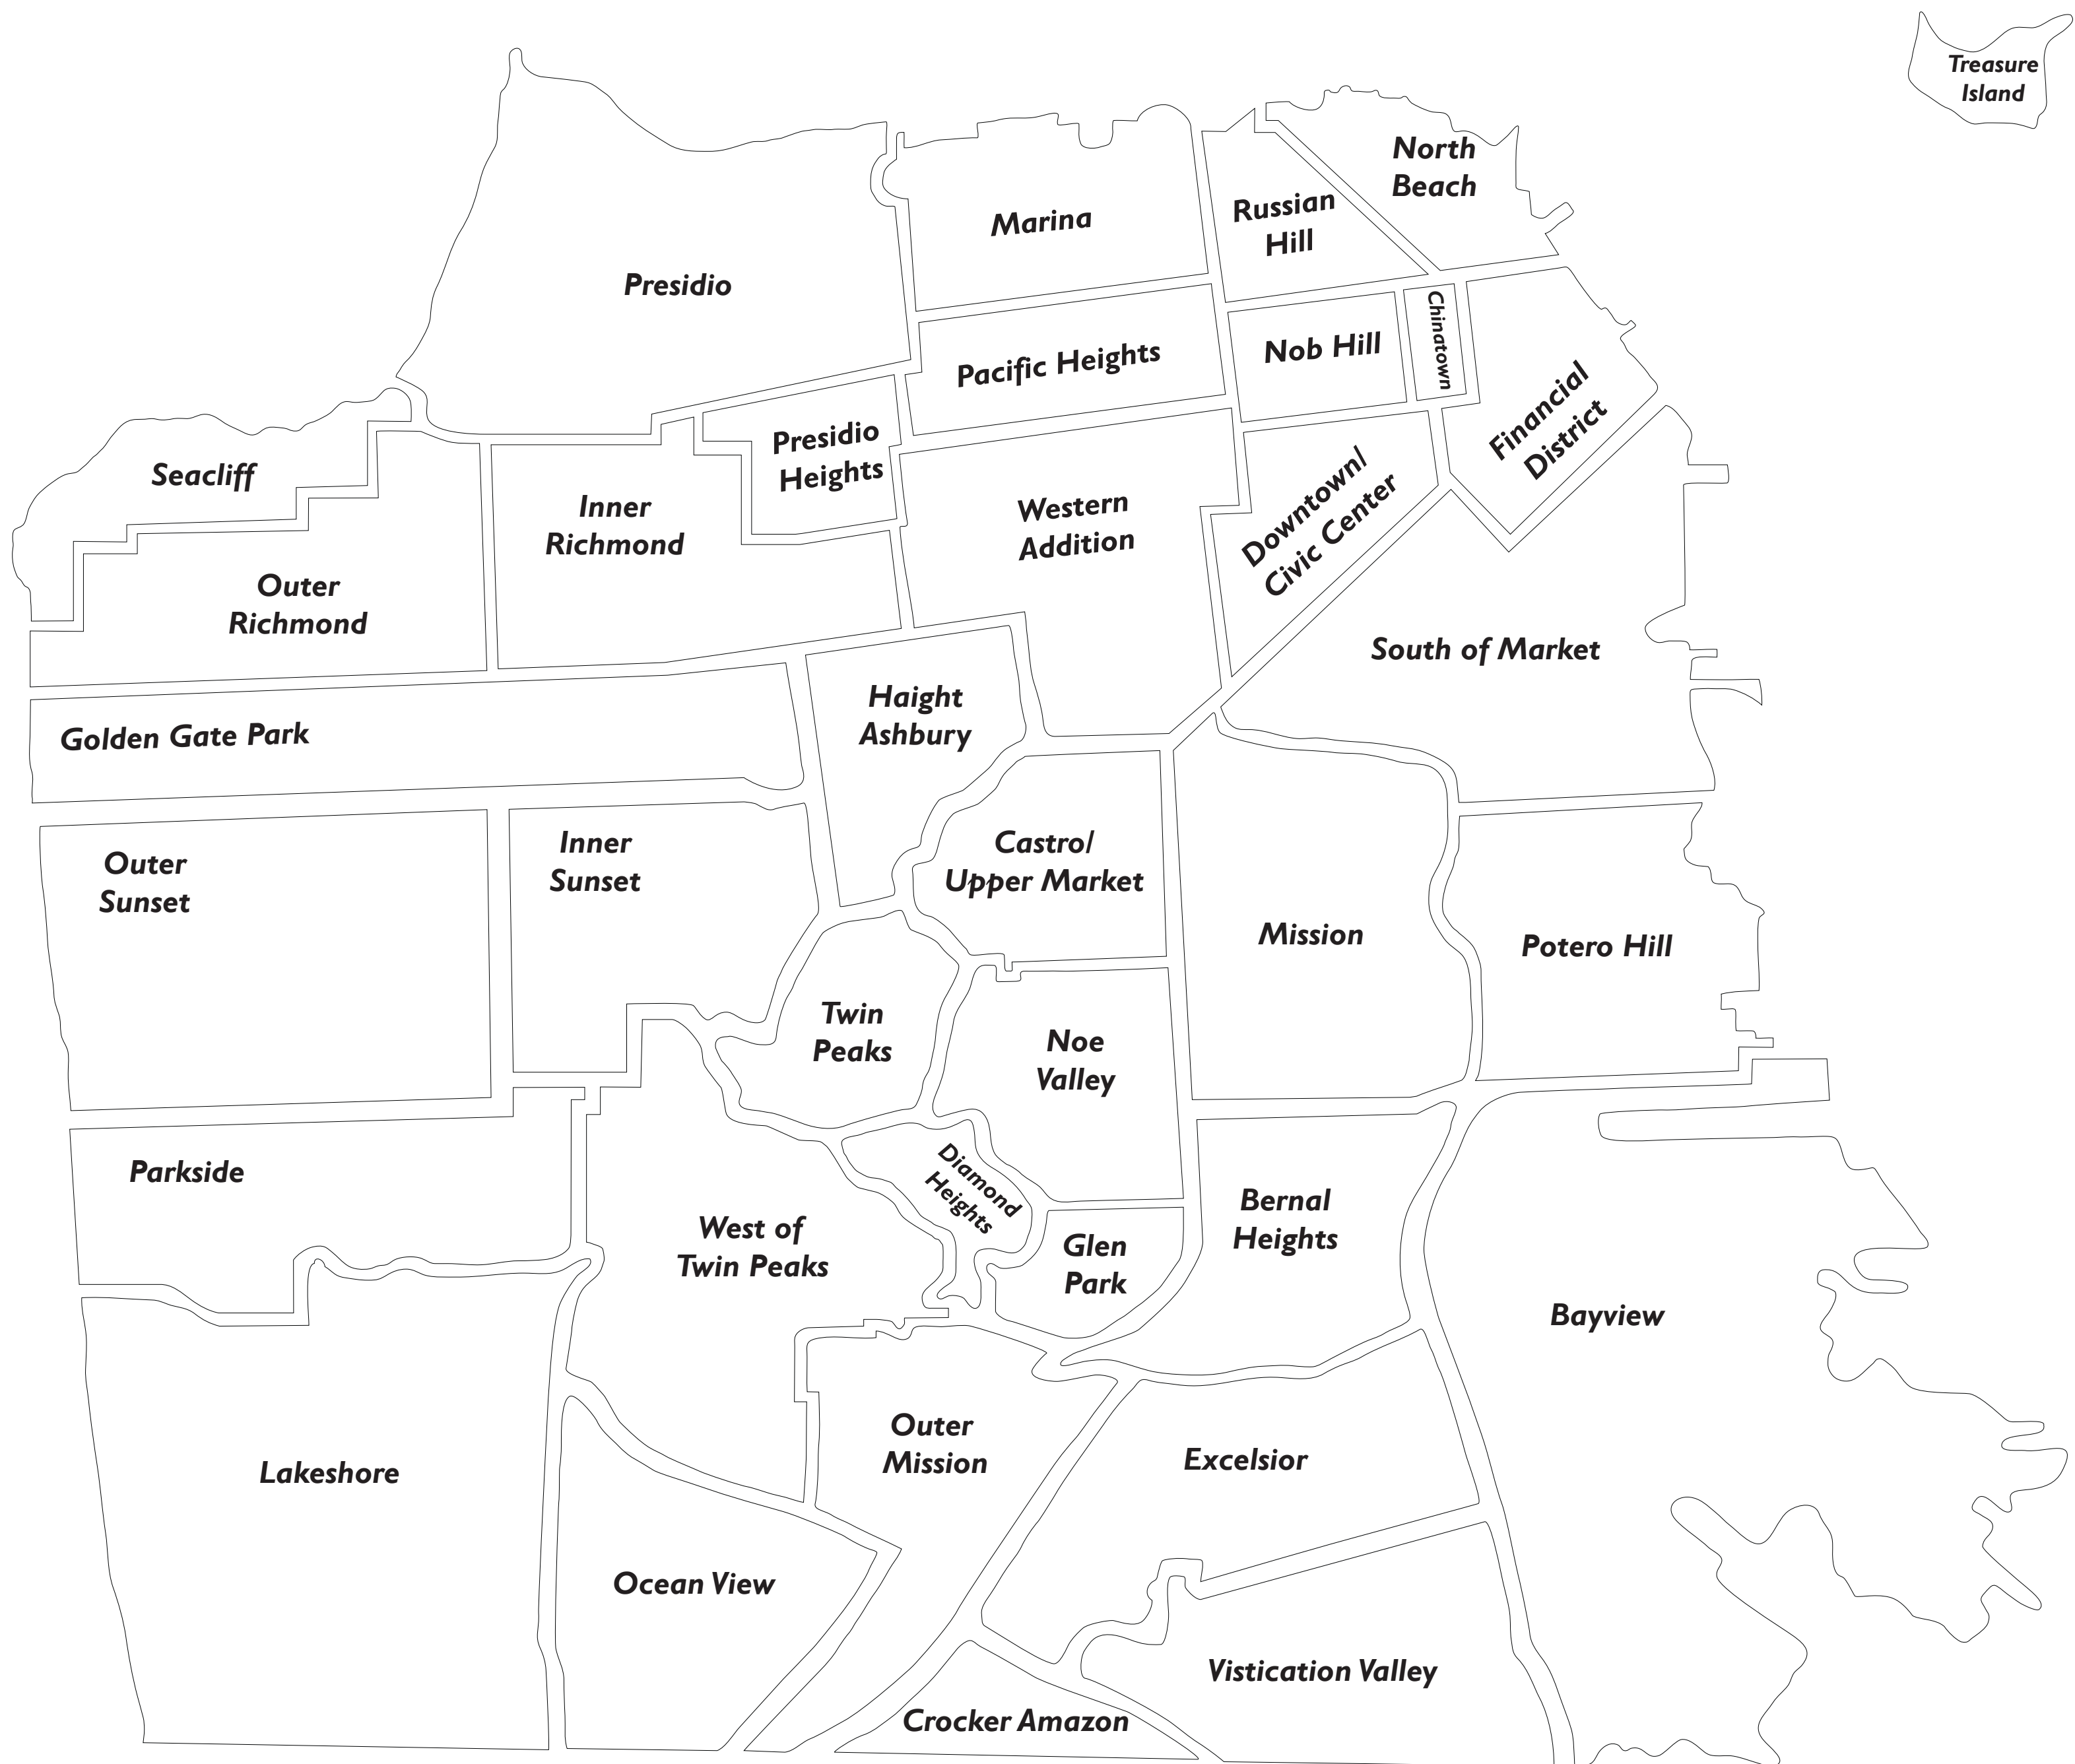 Treasure
Island
North
Beach
Russian
Hill
Marina
Presidio
Chinatown
Nob Hill
Pacific Heights
Financial
District
Presidio
Heights
Seacliff
Inner
Richmond
Western
Addition
Downtown/
Civic Center
Outer
Richmond
South of Market
Haight
Ashbury
Golden Gate Park
Castro/
Upper Market
Inner
Sunset
Outer
Sunset
Mission
Potero Hill
Twin
Peaks
Noe
Valley
Diamond
Heights
Parkside
Bernal
Heights
West of
Twin Peaks
Glen
Park
Bayview
Outer
Mission
Excelsior
Lakeshore
Ocean View
Vistication Valley
Crocker Amazon